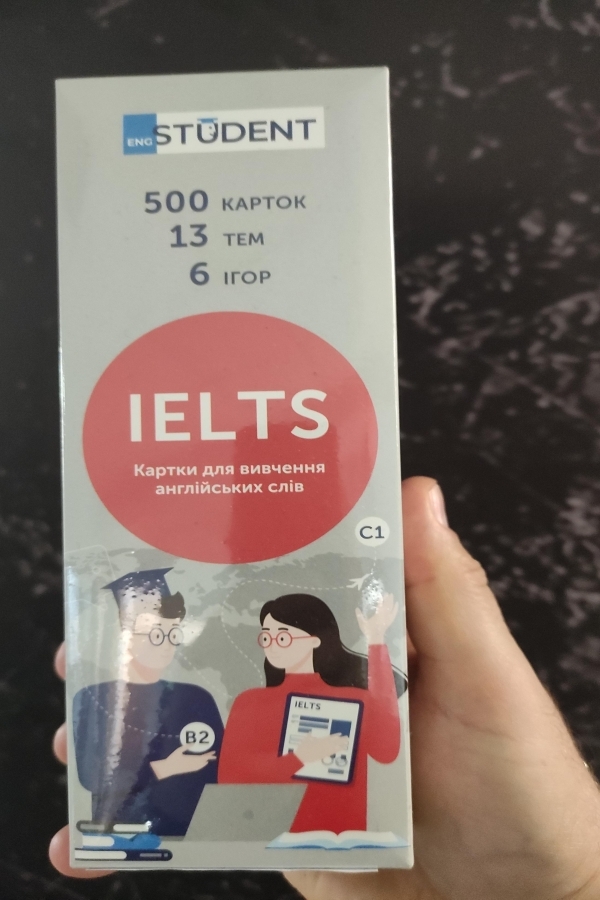 ENG STUDENT
500 КАРТОК
13 ТЕМ
6 ІГОР
IELTS
Картки для вивчення
англійських слів
C1
IELTS
B2